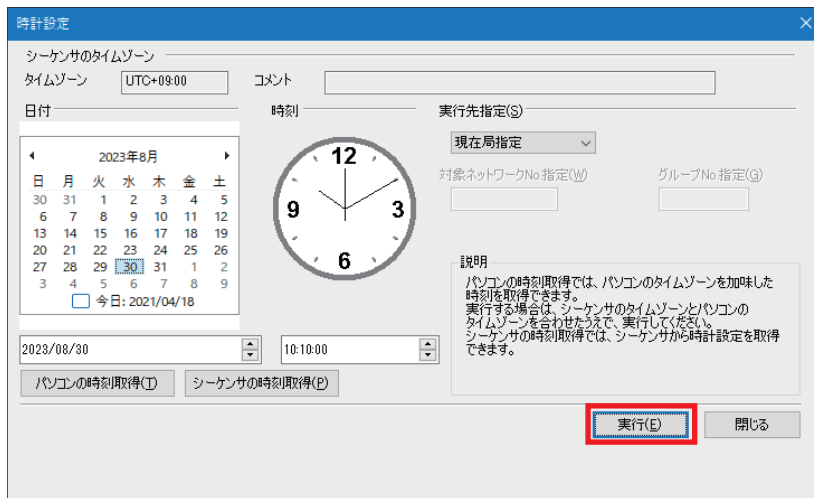 時計設定
シーケンサのタイムゾーン
タイムゾーン UTC+09:00 コメント
日付 時刻 実行先指定(S)
現在局指定
対象ネットワークNo.指定(W) グループNo.指定(G)
2023年8月
日 月 火 水 木 金 土
30 31 1 2 3 4 5
6 7 8 9 10 11 12
13 14 15 16 17 18 19
20 21 22 23 24 25 26
27 28 29 30 31 1 2
3 4 5 6 7 8 9
今日: 2021/04/18
12
9 3
6
説明
パソコンの時刻取得では、パソコンのタイムゾーンを加味した
時刻を取得できます。
実行する場合は、シーケンサのタイムゾーンとパソコンの
タイムゾーンを合わせたうえで、実行してください。
シーケンサの時刻取得では、シーケンサから時計設定を取得
できます。
2023/08/30 10:10:00
パソコンの時刻取得(T) シーケンサの時刻取得(P)
実行(E) 閉じる